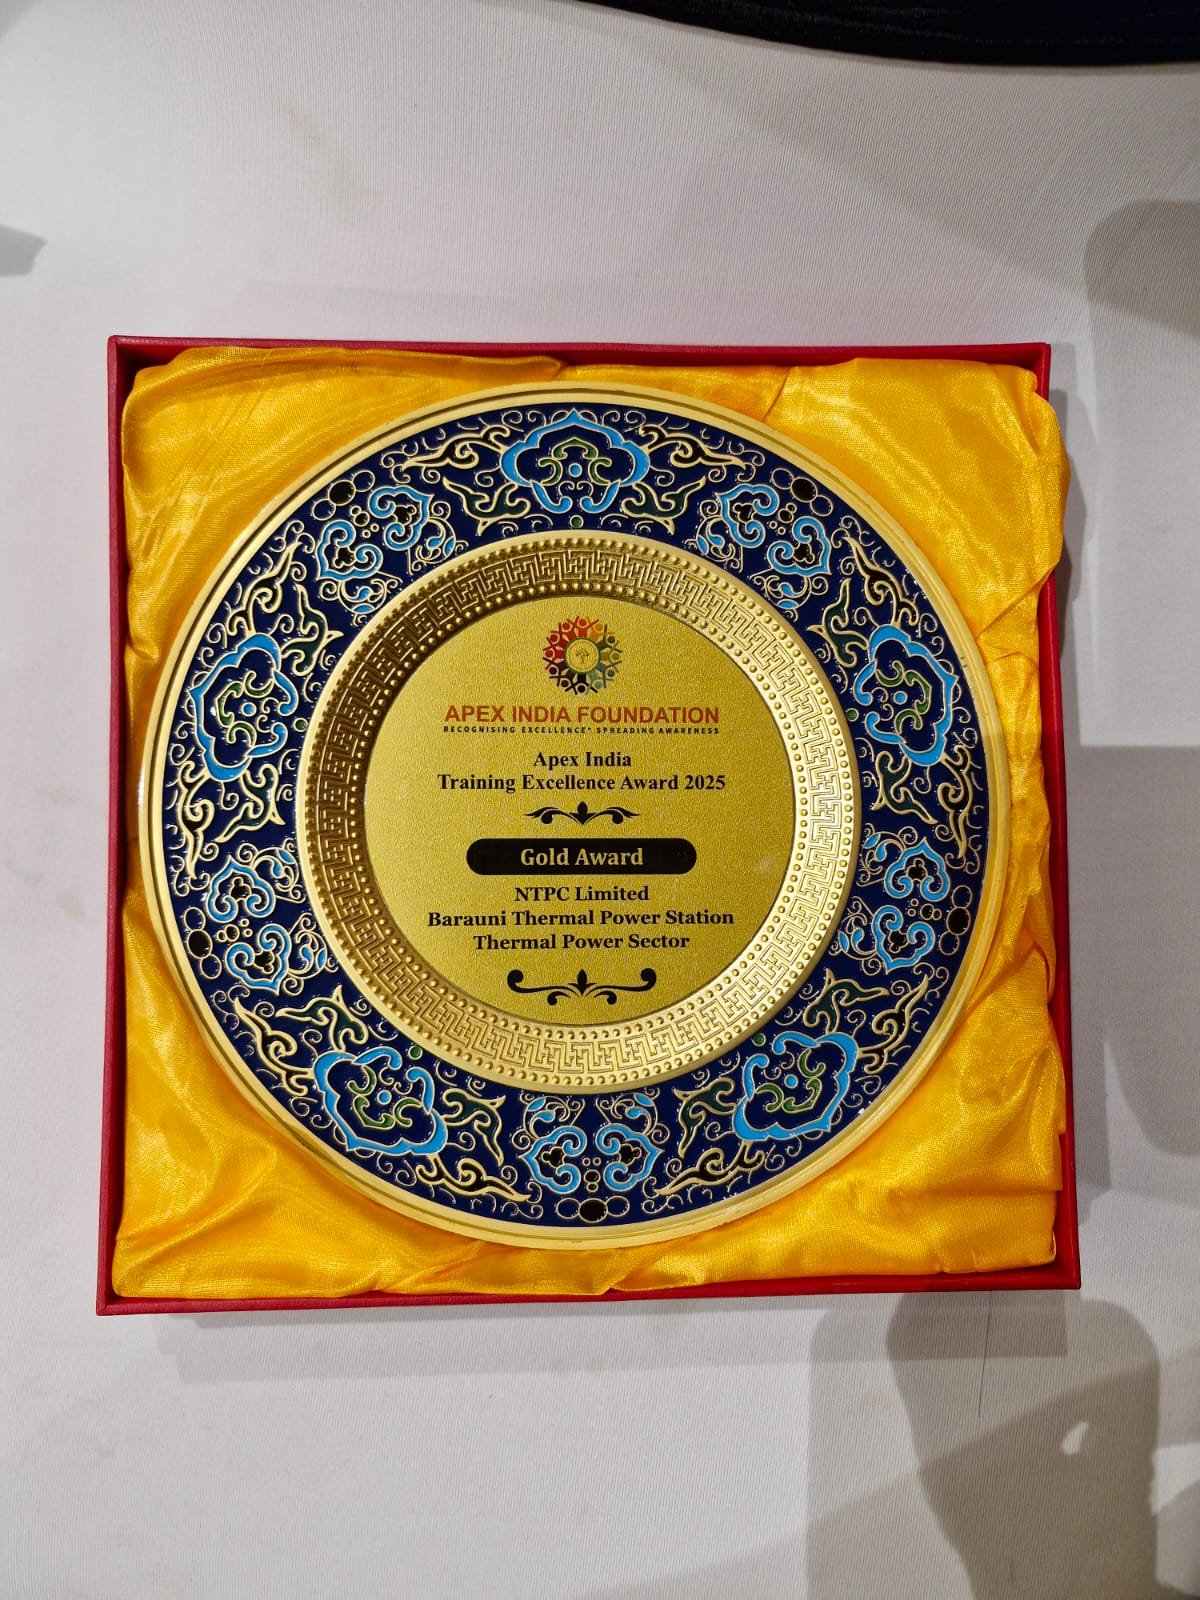 APEX INDIA FOUNDATION
RECOGNISING EXCELLENCE* SPREADING AWARENESS
Apex India
Training Excellence Award 2025
Gold Award
NTPC Limited
Barauni Thermal Power Station
Thermal Power Sector